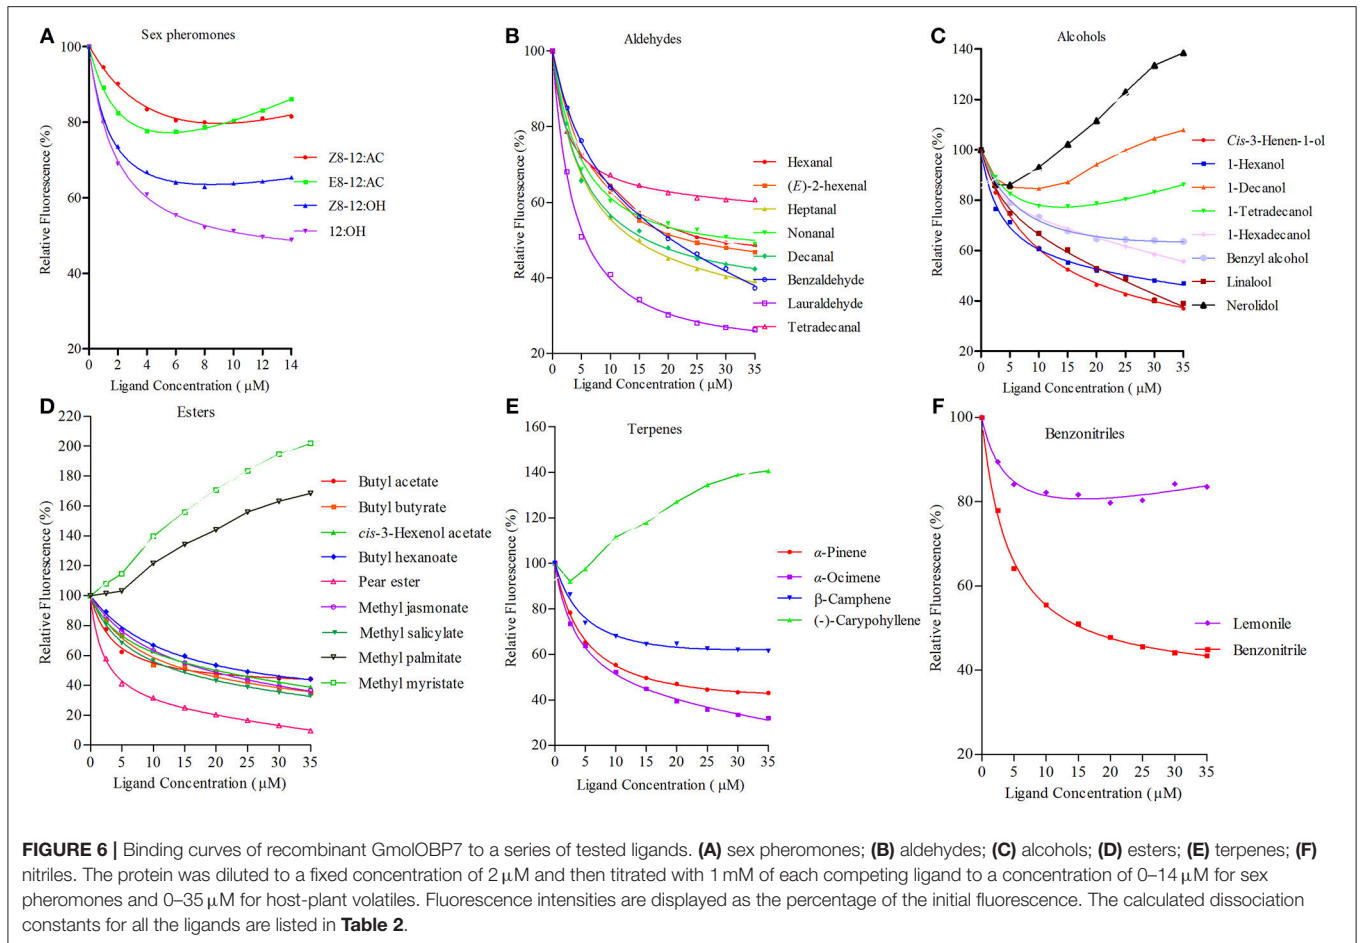 A
Sex pheromones
Relative Fluorescence (%)
100
80
60
40
20
0 2 4 6 8 10 12 14
Ligand Concentration ( μM)
Z8-12:AC
E8-12:AC
Z8-12:OH
12:OH
B
Aldehydes
Relative Fluorescence (%)
100
80
60
40
20
0 5 10 15 20 25 30 35
Ligand Concentration ( μM)
Hexanal
(E)-2-hexenal
Heptanal
Nonanal
Decanal
Benzaldehyde
Lauraldehyde
Tetradecanal
C
Alcohols
Relative Fluorescence (%)
140
120
100
80
60
40
20
0 5 10 15 20 25 30 35
Ligand Concentration ( μM)
Cis-3-Henen-1-ol
1-Hexanol
1-Decanol
1-Tetradecanol
1-Hexadecanol
Benzyl alcohol
Linalool
Nerolidol
D
Esters
Relative Fluorescence (%)
220
200
180
160
140
120
100
80
60
40
20
0
0 5 10 15 20 25 30 35
Ligand Concentration ( μM)
Butyl acetate
Butyl butyrate
cis-3-Hexenol acetate
Butyl hexanoate
Pear ester
Methyl jasmonate
Methyl salicylate
Methyl palmitate
Methyl myristate
E
Terpenes
Relative Fluorescence (%)
160
140
120
100
80
60
40
20
0 5 10 15 20 25 30 35
Ligand Concentration ( μM)
α-Pinene
α-Ocimene
β-Camphene
(-)-Carypohyllene
F
Benzonitriles
Relative Fluorescence (%)
100
80
60
40
20
0 5 10 15 20 25 30 35
Ligand Concentration ( μM)
Lemonile
Benzonitrile
FIGURE 6 | Binding curves of recombinant GmolOBP7 to a series of tested ligands. (A) sex pheromones; (B) aldehydes; (C) alcohols; (D) esters; (E) terpenes; (F)
nitriles. The protein was diluted to a fixed concentration of 2 μM and then titrated with 1 mM of each competing ligand to a concentration of 0–14 μM for sex
pheromones and 0–35 μM for host-plant volatiles. Fluorescence intensities are displayed as the percentage of the initial fluorescence. The calculated dissociation
constants for all the ligands are listed in Table 2.